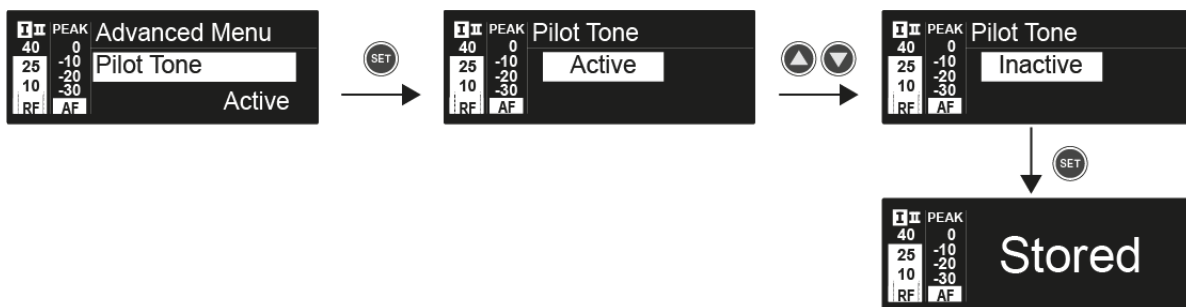 I II PEAK Advanced Menu
40 0
25 -10 Pilot Tone
-20
10 -30
RF AF Active
SET
I II PEAK Pilot Tone
40 0
25 -10 Active
-20
10 -30
RF AF
I II PEAK Pilot Tone
40 0
25 -10 Inactive
-20
10 -30
RF AF
SET
I II PEAK
40 0
25 -10 Stored
-20
10 -30
RF AF